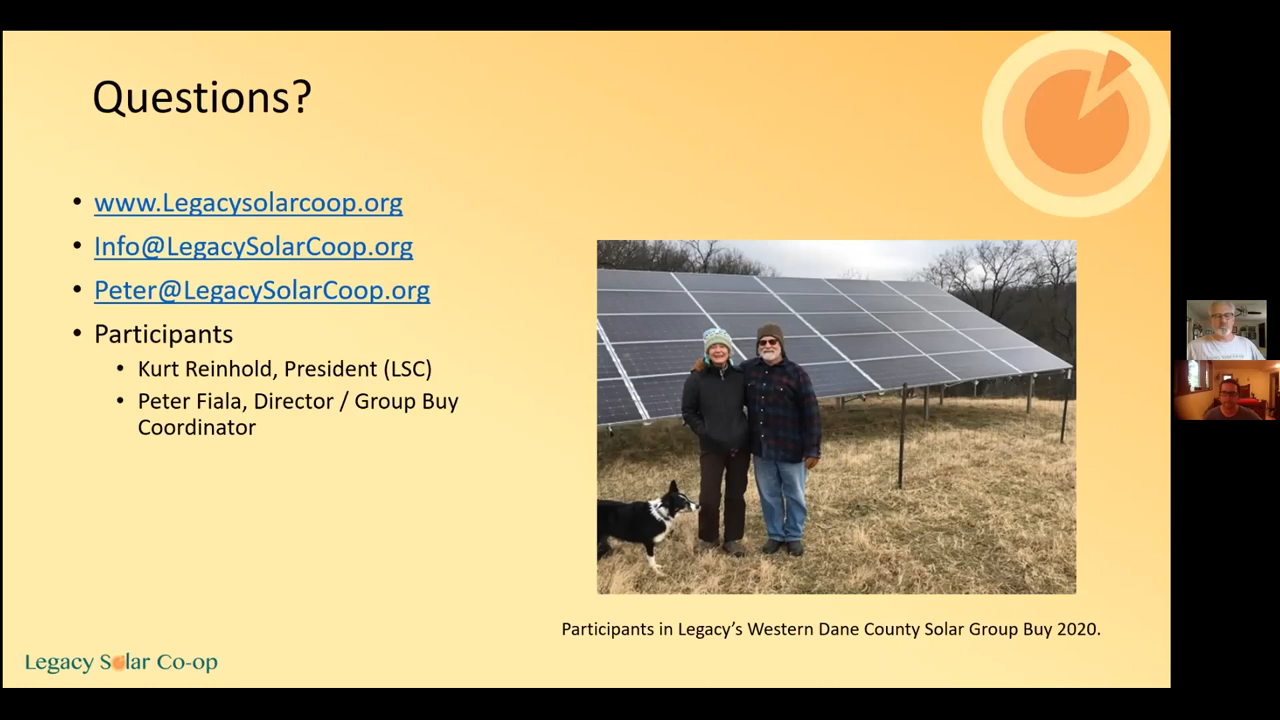 Questions?
www.Legacysolarcoop.org
Info@LegacySolarCoop.org
Peter@LegacySolarCoop.org
Participants
Kurt Reinhold, President (LSC)
Peter Fiala, Director / Group Buy
Coordinator
Participants in Legacy’s Western Dane County Solar Group Buy 2020.
Legacy Solar Co-op